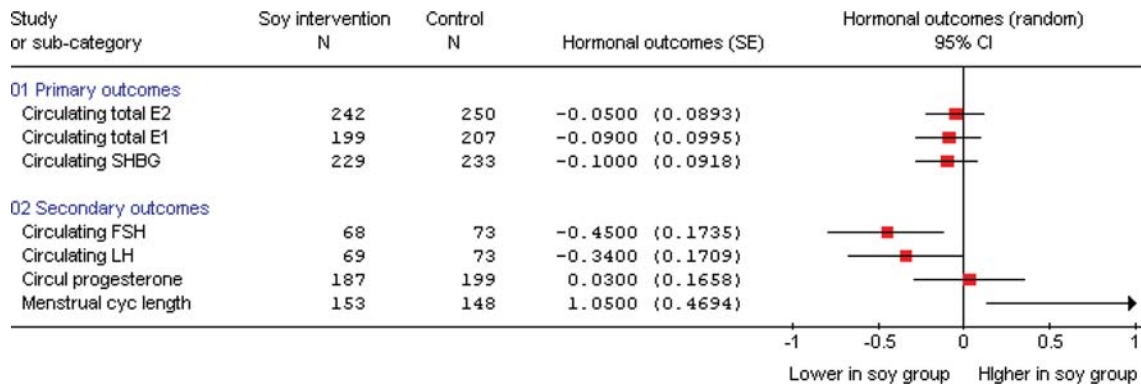 Study Soy intervention Control Hormonal outcomes (random)
or sub-category N N Hormonal outcomes (SE) 95% CI
01 Primary outcomes
Circulating total E2 242 250 -0.0500 (0.0893)
Circulating total E1 199 207 -0.0900 (0.0995)
Circulating SHBG 229 233 -0.1000 (0.0918)
02 Secondary outcomes
Circulating FSH 68 73 -0.4500 (0.1735)
Circulating LH 69 73 -0.3400 (0.1709)
Circul progesterone 187 199 0.0300 (0.1658)
Menstrual cyc length 153 148 1.0500 (0.4694)
-1 -0.5 0 0.5 1
Lower in soy group Higher in soy group